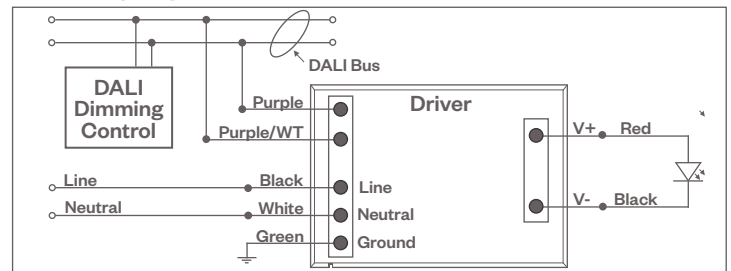 DALI Bus
DALI
Dimming
Control
Driver
Purple
Purple/WT
V+ Red
Line Black Line
V- Black
Neutral White Neutral
Green Ground